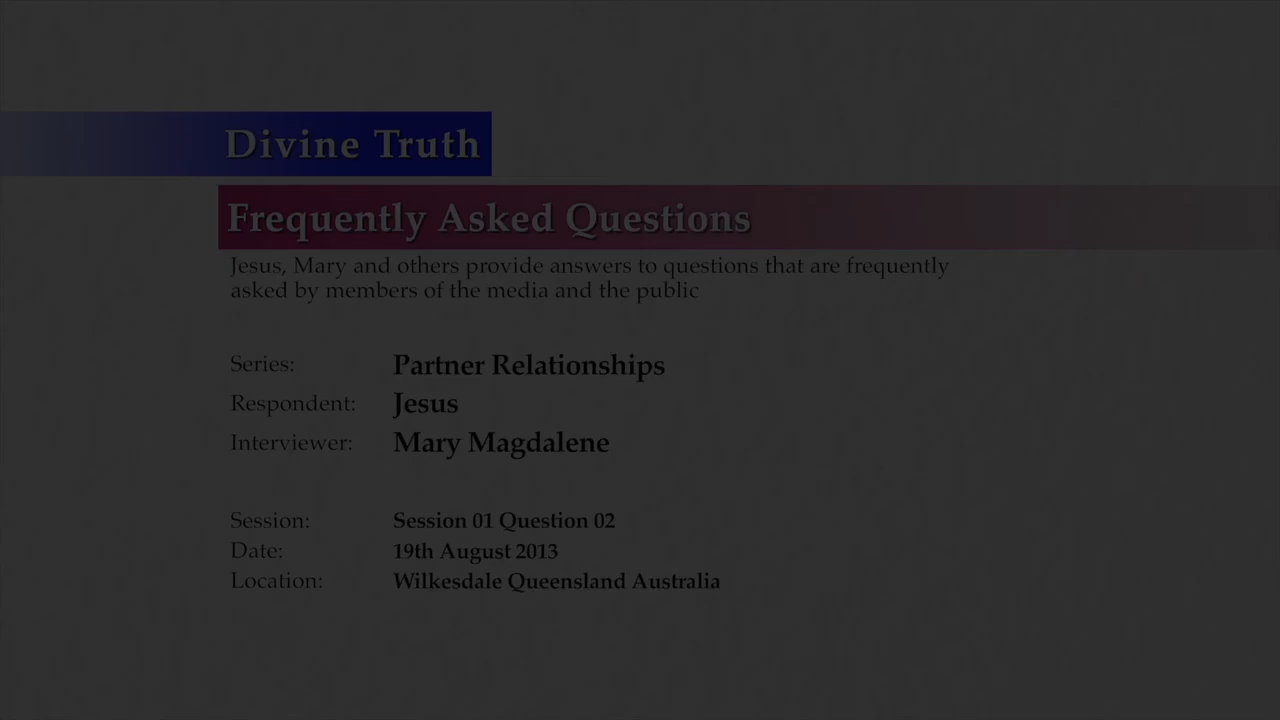 Divine Truth
Frequently Asked Questions
Jesus, Mary and others provide answers to questions that are frequently
asked by members of the media and the public
Series: Partner Relationships
Respondent: Jesus
Interviewer: Mary Magdalene
Session: Session 01 Question 02
Date: 19th August 2013
Location: Wilkesdale Queensland Australia